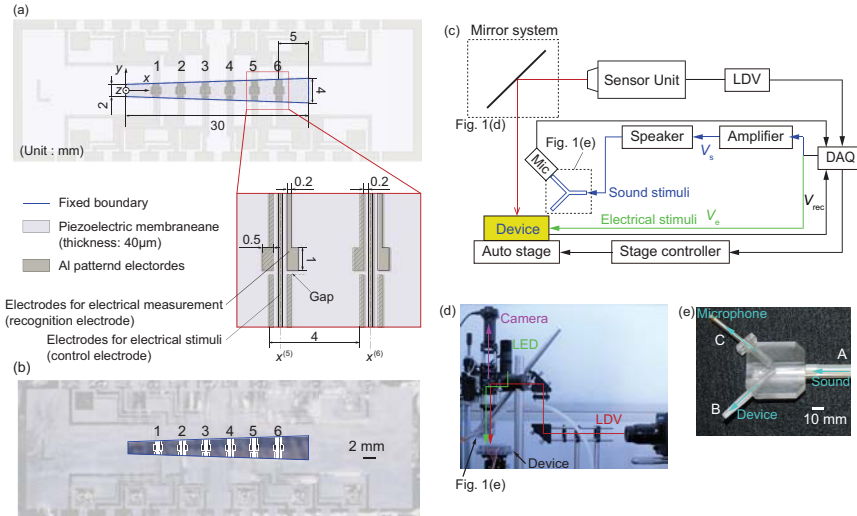 (a)
5
1 2 3 4 5 6
y
x
z
2
4
30
(Unit : mm)
Fixed boundary
Piezoelectric membraneane
(thickness: 40μm)
Al patternd electordes
0.2 0.2
0.5
1
Gap
Electrodes for electrical measurement
(recognition electrode)
Electrodes for electrical stimuli
(control electrode)
4
x(5) x(6)
(b)
1 2 3 4 5 6
2 mm
(c)
Mirror system
Sensor Unit
LDV
Fig. 1(d)
Fig. 1(e)
Speaker
Vs
Amplifier
DAQ
Mic
Sound stimuli
Vrec
Electrical stimuli
Ve
Device
Auto stage
Stage controller
(d)
Camera
LED
LDV
Device
Fig. 1(e)
(e)
Microphone
C
A
Sound
B
Device
10 mm